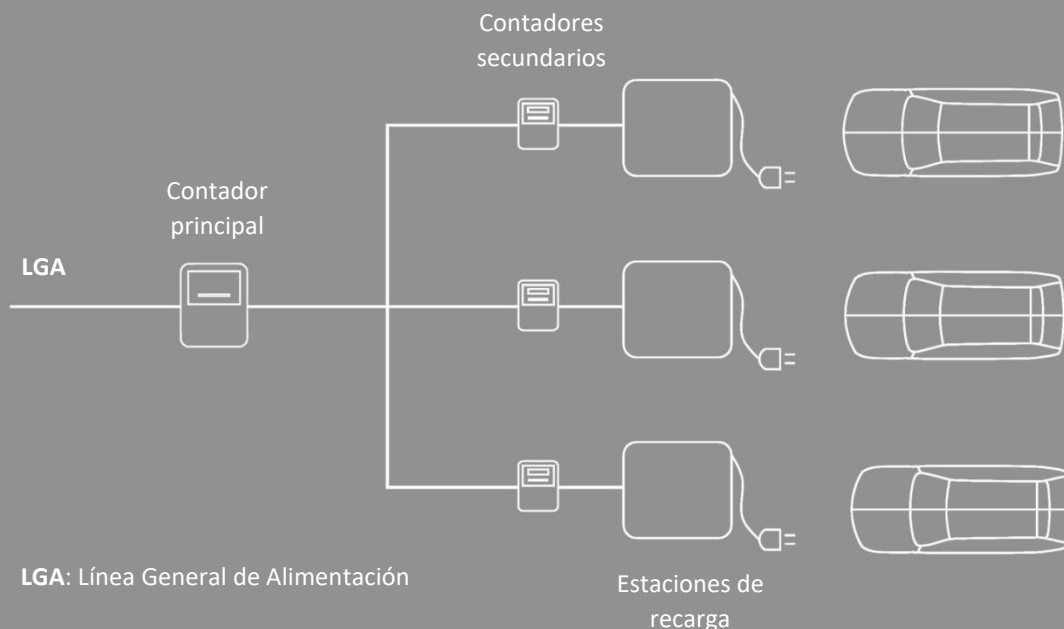 Contadores
secundarios
Contador
principal
LGA
LGA: Línea General de Alimentación
Estaciones de
recarga